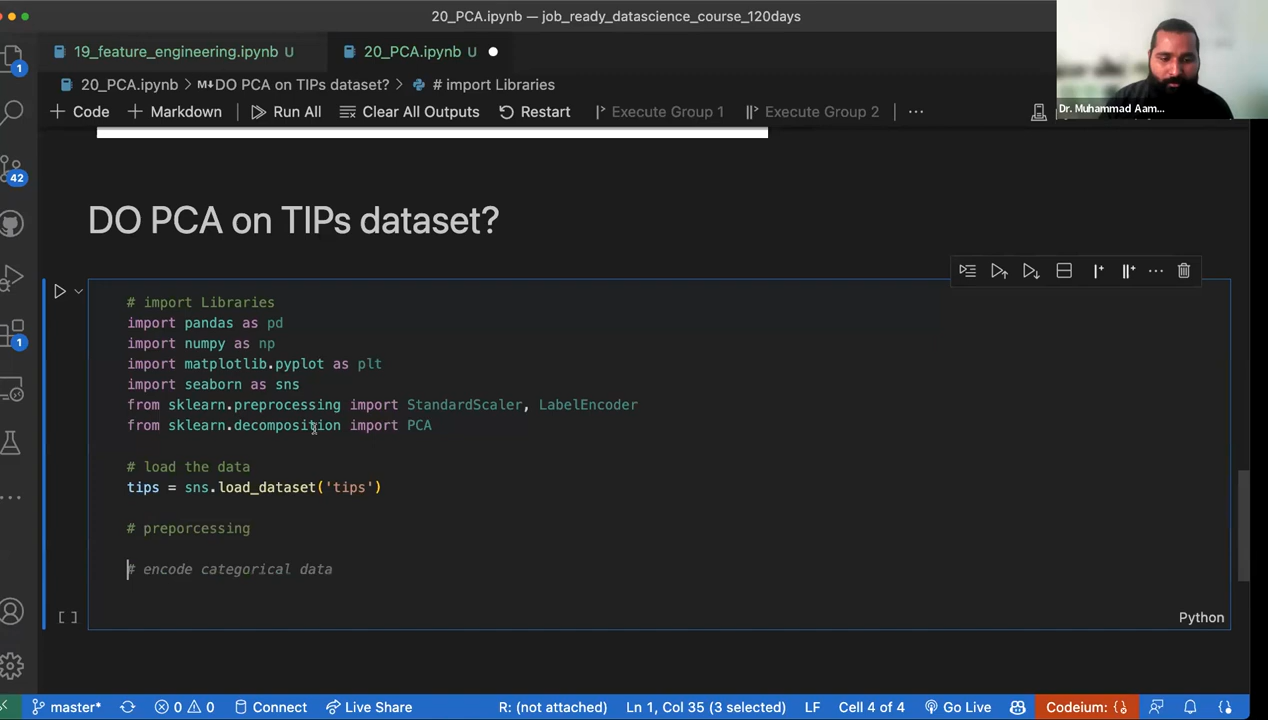 20_PCA.ipynb — job_ready_datascience_course_120days
19_feature_engineering.ipynb U
20_PCA.ipynb U
20_PCA.ipynb > M↓DO PCA on TIPs dataset? > # import Libraries
+ Code + Markdown Run All Clear All Outputs Restart Execute Group 1 Execute Group 2 ...
Dr. Muhammad Aam...
1
42
1
DO PCA on TIPs dataset?
# import Libraries
import pandas as pd
import numpy as np
import matplotlib.pyplot as plt
import seaborn as sns
from sklearn.preprocessing import StandardScaler, LabelEncoder
from sklearn.decomposition import PCA
# load the data
tips = sns.load_dataset('tips')
# preporcessing
# encode categorical data
[ ]
Python
master* 0 0 Connect Live Share R: (not attached) Ln 1, Col 35 (3 selected) LF Cell 4 of 4 Go Live Codeium: {}